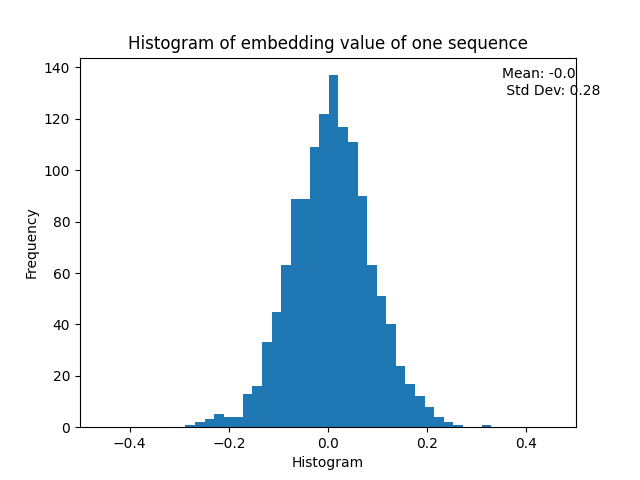 Histogram of embedding value of one sequence
Mean: -0.0
Std Dev: 0.28
140
120
100
80
60
40
20
0
Frequency
−0.4 −0.2 0.0 0.2 0.4
Histogram